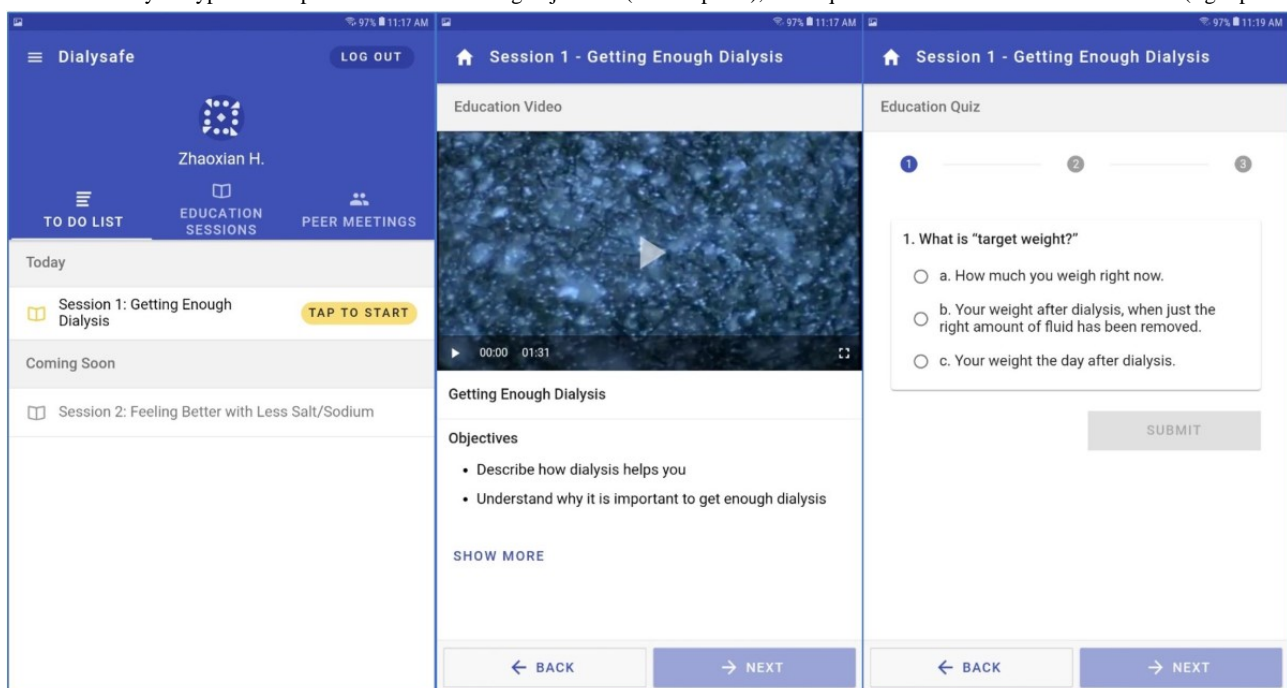 97% 11:17 AM
Dialysafe
LOG OUT
Zhaoxian H.
TO DO LIST
EDUCATION
SESSIONS
PEER MEETINGS
Today
Session 1: Getting Enough
Dialysis
TAP TO START
Coming Soon
Session 2: Feeling Better with Less Salt/Sodium
97% 11:17 AM
Session 1 - Getting Enough Dialysis
Education Video
00:00 01:31
Getting Enough Dialysis
Objectives
• Describe how dialysis helps you
• Understand why it is important to get enough dialysis
SHOW MORE
BACK
NEXT
97% 11:19 AM
Session 1 - Getting Enough Dialysis
Education Quiz
1 2 3
1. What is “target weight?”
a. How much you weigh right now.
b. Your weight after dialysis, when just the
right amount of fluid has been removed.
c. Your weight the day after dialysis.
SUBMIT
BACK
NEXT